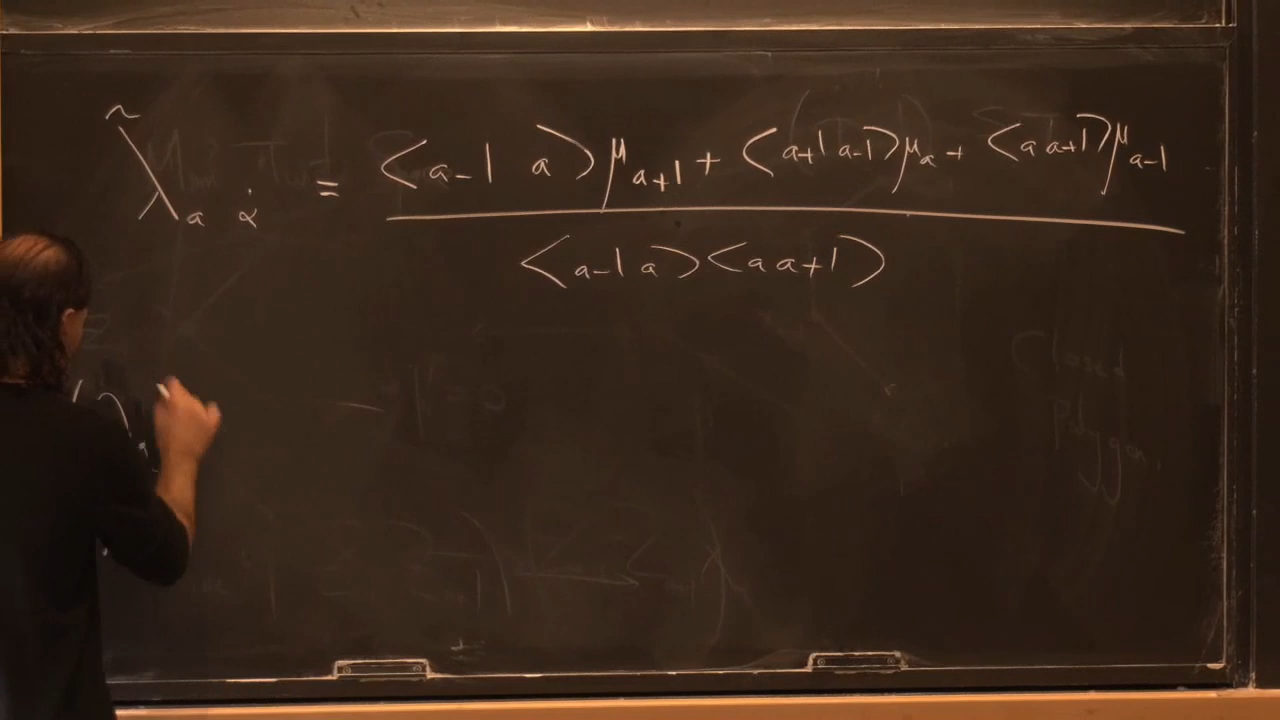 λ̃_{a α̇} = (<a-1 a> μ_{a+1} + <a+1 a-1> μ_a + <a a+1> μ_{a-1}) / (<a-1 a> <a a+1>)
Closed
polygon